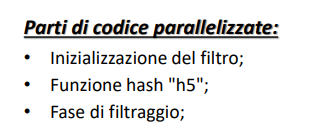 Parti di codice parallelizzate:
• Inizializzazione del filtro;
• Funzione hash "h5";
• Fase di filtraggio;